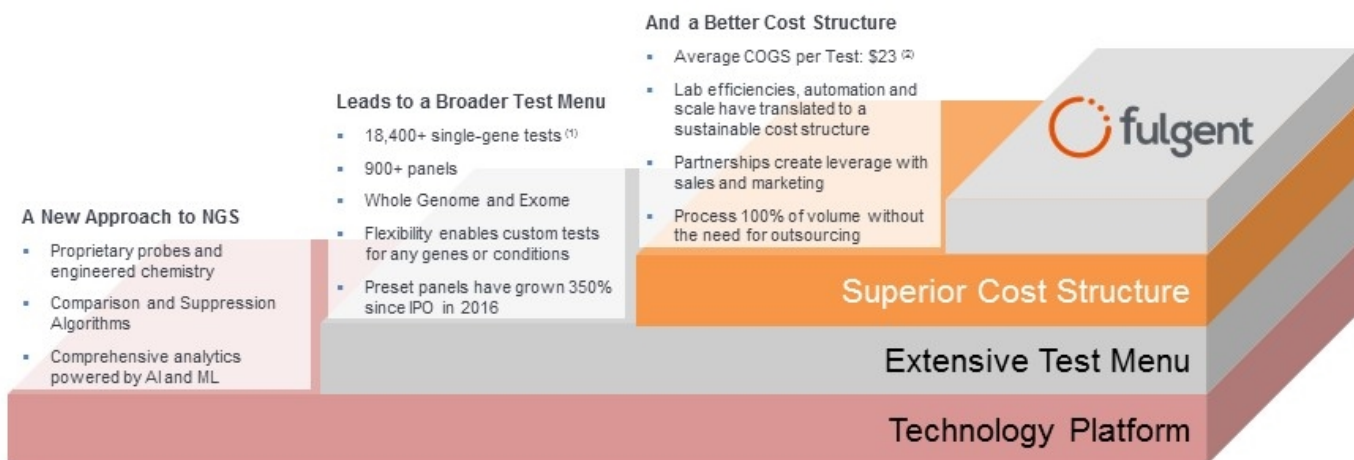 A New Approach to NGS
▪ Proprietary probes and
engineered chemistry
▪ Comparison and Suppression
Algorithms
▪ Comprehensive analytics
powered by AI and ML
Leads to a Broader Test Menu
▪ 18,400+ single-gene tests (1)
▪ 900+ panels
▪ Whole Genome and Exome
▪ Flexibility enables custom tests
for any genes or conditions
▪ Preset panels have grown 350%
since IPO in 2016
And a Better Cost Structure
▪ Average COGS per Test: $23 (2)
▪ Lab efficiencies, automation and
scale have translated to a
sustainable cost structure
▪ Partnerships create leverage with
sales and marketing
▪ Process 100% of volume without
the need for outsourcing
fulgent
Superior Cost Structure
Extensive Test Menu
Technology Platform